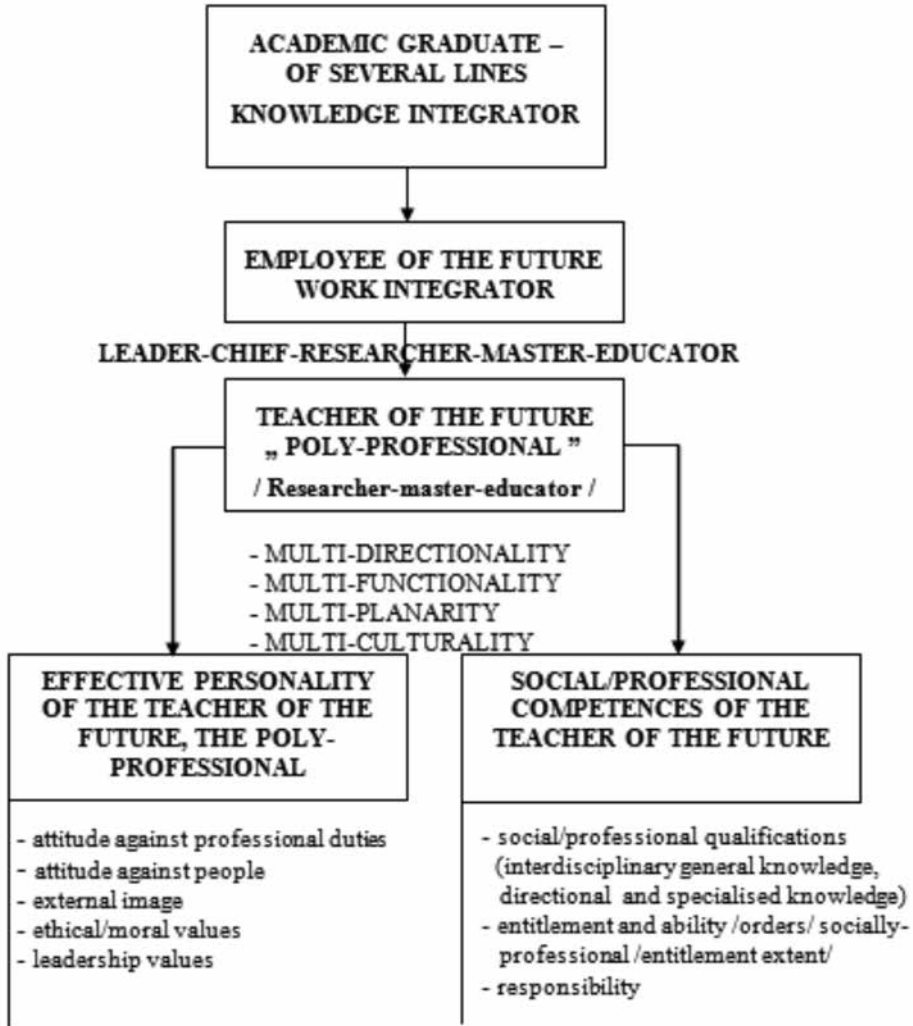 ACADEMIC GRADUATE –
OF SEVERAL LINES
KNOWLEDGE INTEGRATOR
EMPLOYEE OF THE FUTURE
WORK INTEGRATOR
LEADER-CHIEF-RESEARCHER-MASTER-EDUCATOR
TEACHER OF THE FUTURE
„ POLY-PROFESSIONAL ”
/ Researcher-master-educator /
- MULTI-DIRECTIONALITY
- MULTI-FUNCTIONALITY
- MULTI-PLANARITY
- MULTI-CULTURALITY
EFFECTIVE PERSONALITY
OF THE TEACHER OF THE
FUTURE, THE POLY-
PROFESSIONAL
- attitude against professional duties
- attitude against people
- external image
- ethical/moral values
- leadership values
SOCIAL/PROFESSIONAL
COMPETENCES OF THE
TEACHER OF THE FUTURE
- social/professional qualifications
(interdisciplinary general knowledge,
directional and specialised knowledge)
- entitlement and ability /orders/ socially-
professional /entitlement extent/
- responsibility